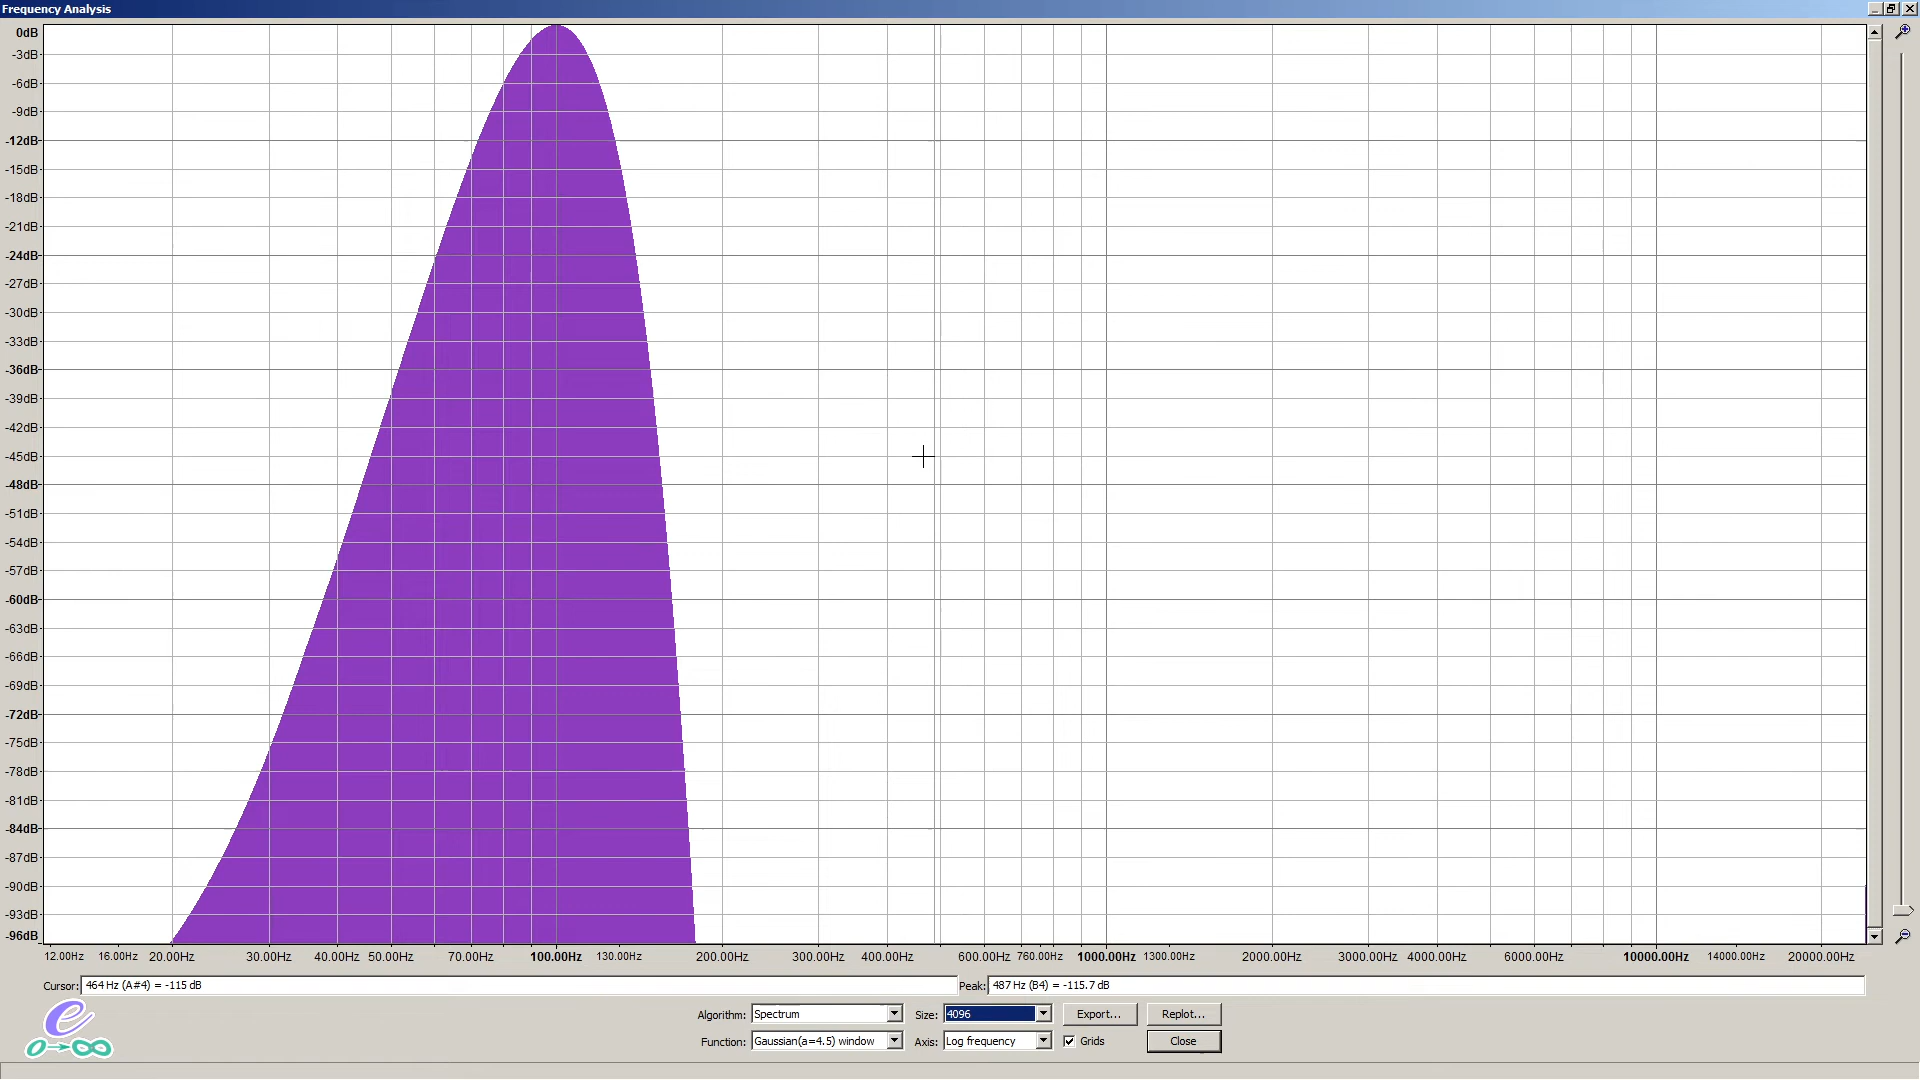 Frequency Analysis
0dB
-3dB
-6dB
-9dB
-12dB
-15dB
-18dB
-21dB
-24dB
-27dB
-30dB
-33dB
-36dB
-39dB
-42dB
-45dB
-48dB
-51dB
-54dB
-57dB
-60dB
-63dB
-66dB
-69dB
-72dB
-75dB
-78dB
-81dB
-84dB
-87dB
-90dB
-93dB
-96dB
12.00Hz 16.00Hz 20.00Hz 30.00Hz 40.00Hz 50.00Hz 70.00Hz 100.00Hz 130.00Hz 200.00Hz 300.00Hz 400.00Hz 600.00Hz 760.00Hz 1000.00Hz 1300.00Hz 2000.00Hz 3000.00Hz 4000.00Hz 6000.00Hz 10000.00Hz 14000.00Hz 20000.00Hz
Cursor: 464 Hz (A#4) = -115 dB Peak: 487 Hz (B4) = -115.7 dB
Algorithm: Spectrum Size: 4096 Export... Replot...
Function: Gaussian(a=4.5) window Axis: Log frequency Grids Close
e
0→∞